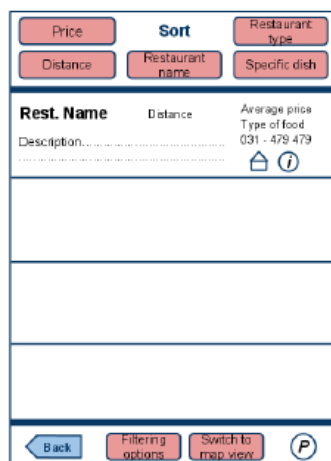 Price
Sort
Restaurant
type
Distance
Restaurant
name
Specific dish
Rest. Name
Distance
Average price
Type of food
031 - 479 479
Description....................................
....................................................
i
Back
Filtering
options
Switch to
map view
P